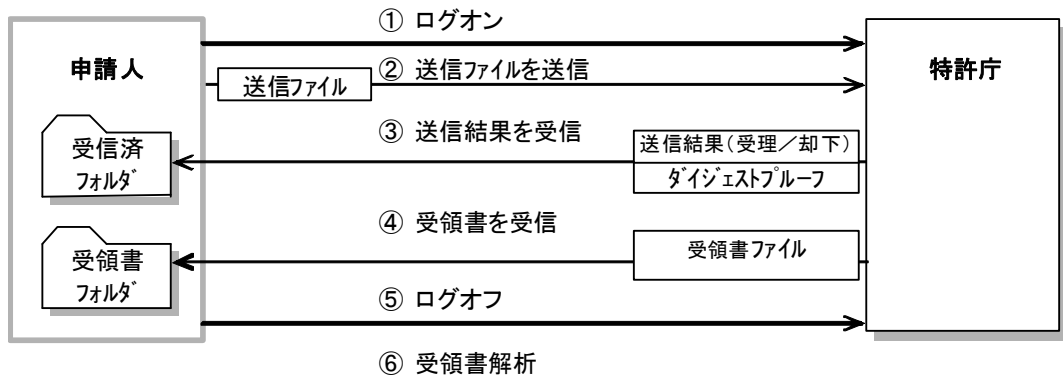 ① ログオン
申請人
特許庁
② 送信ファイルを送信
送信ファイル
③ 送信結果を受信
受信済
フォルダ
送信結果(受理／却下)
ダイジェストプルーフ
④ 受領書を受信
受領書
フォルダ
受領書ファイル
⑤ ログオフ
⑥ 受領書解析